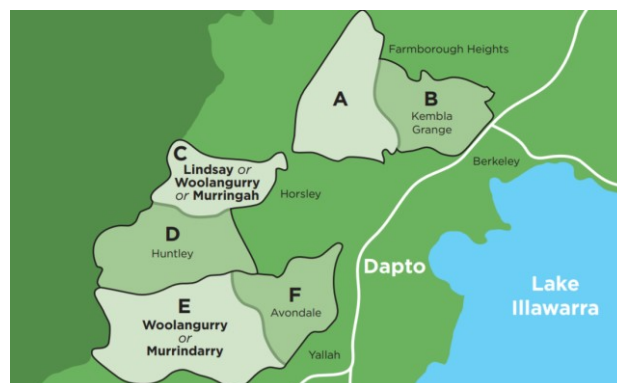 Farmborough Heights
A
B
Kembla
Grange
Berkeley
C
Lindsay or
Woolangurry
or Murringah
Horsley
D
Huntley
Dapto
Lake
Illawarra
E
Woolangurry
or
Murrindarry
F
Avondale
Yallah